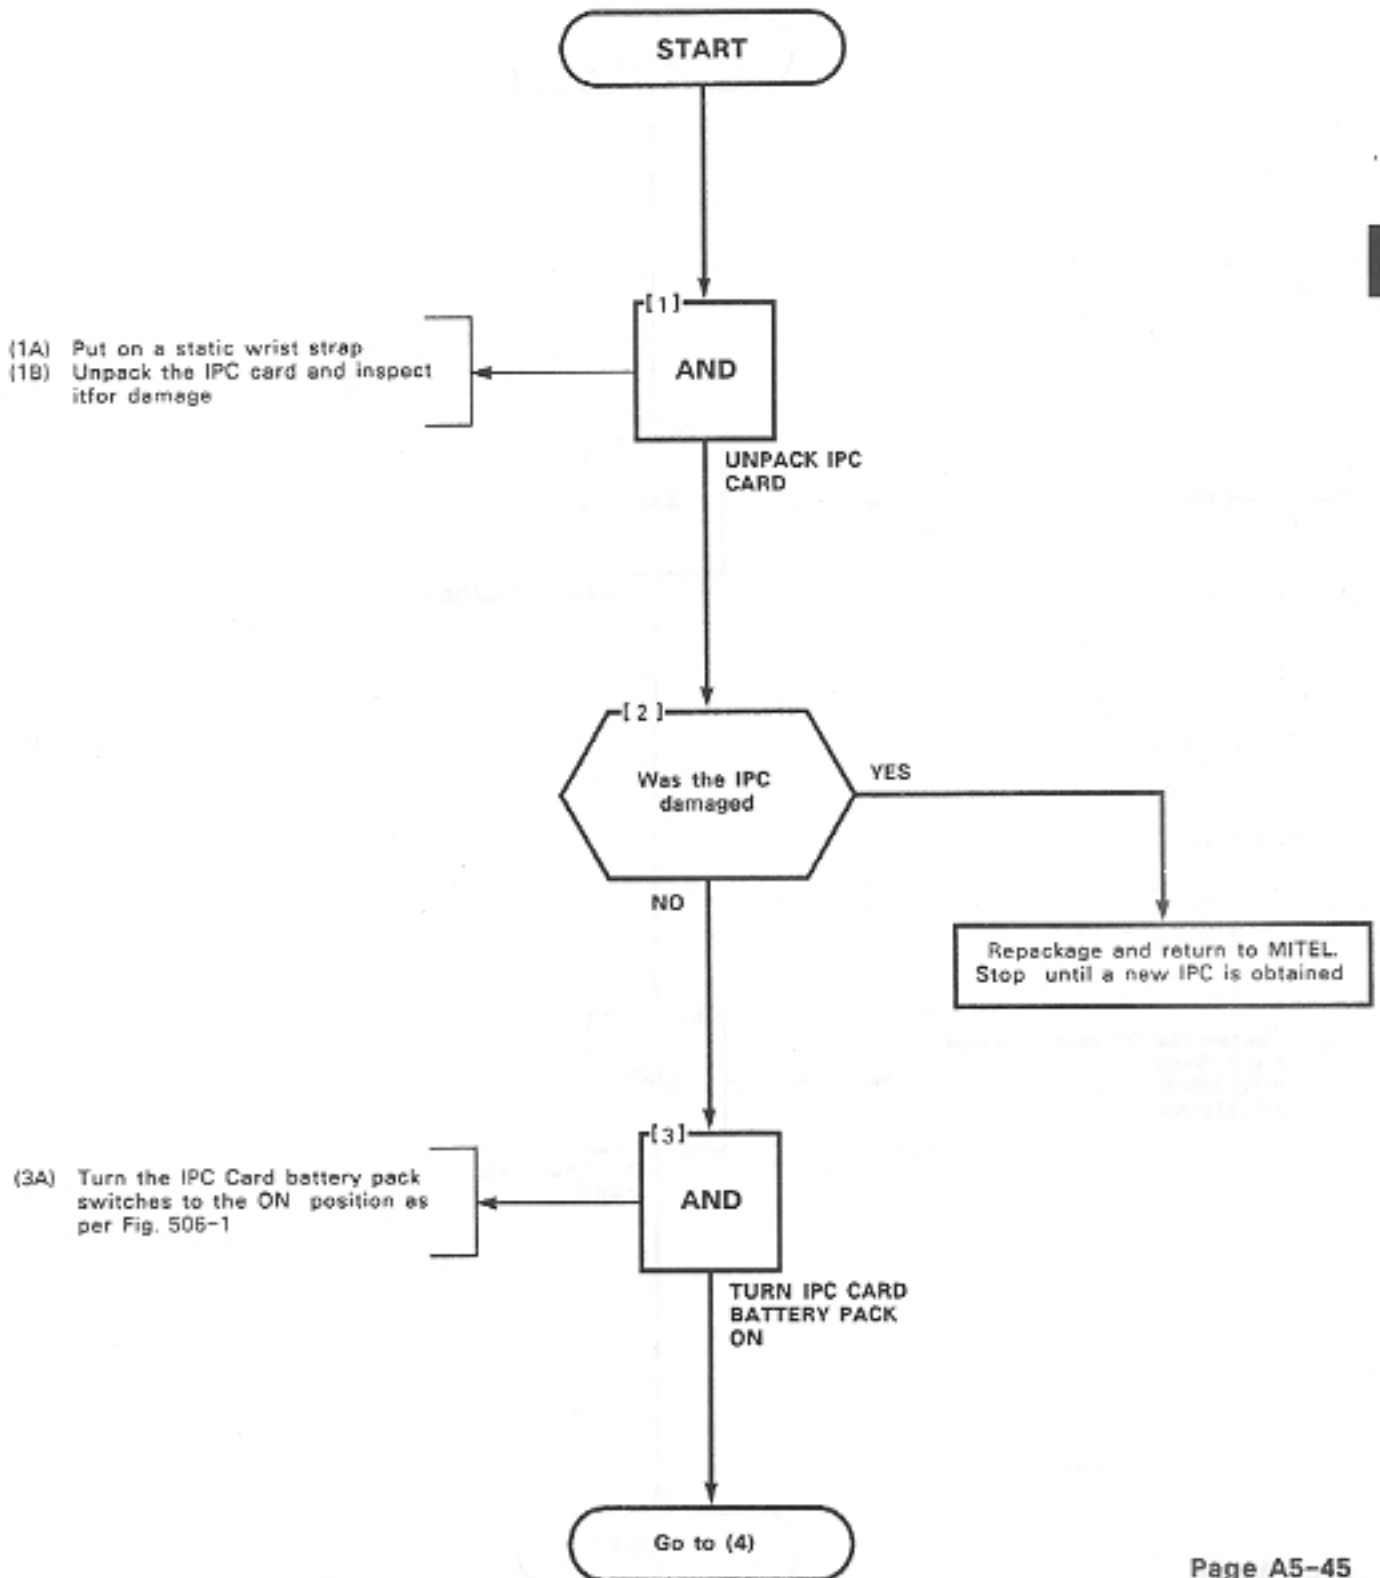 START
[1]
AND
(1A) Put on a static wrist strap
(1B) Unpack the IPC card and inspect
itfor damage
UNPACK IPC
CARD
[2]
Was the IPC
damaged
YES
NO
Repackage and return to MITEL.
Stop until a new IPC is obtained
[3]
AND
(3A) Turn the IPC Card battery pack
switches to the ON position as
per Fig. 506-1
TURN IPC CARD
BATTERY PACK
ON
Go to (4)
Page A5-45